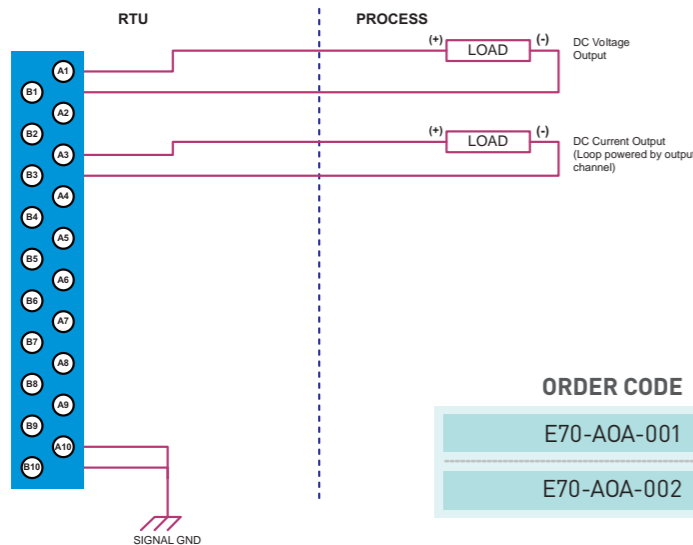 RTU
PROCESS
(+) LOAD (-)
DC Voltage
Output
A1
B1
A2
B2
(+) LOAD (-)
DC Current Output
(Loop powered by output
channel)
A3
B3
A4
B4
A5
B5
A6
B6
A7
B7
A8
B8
A9
B9
A10
B10
SIGNAL GND
ORDER CODE
E70-AOA-001
E70-AOA-002